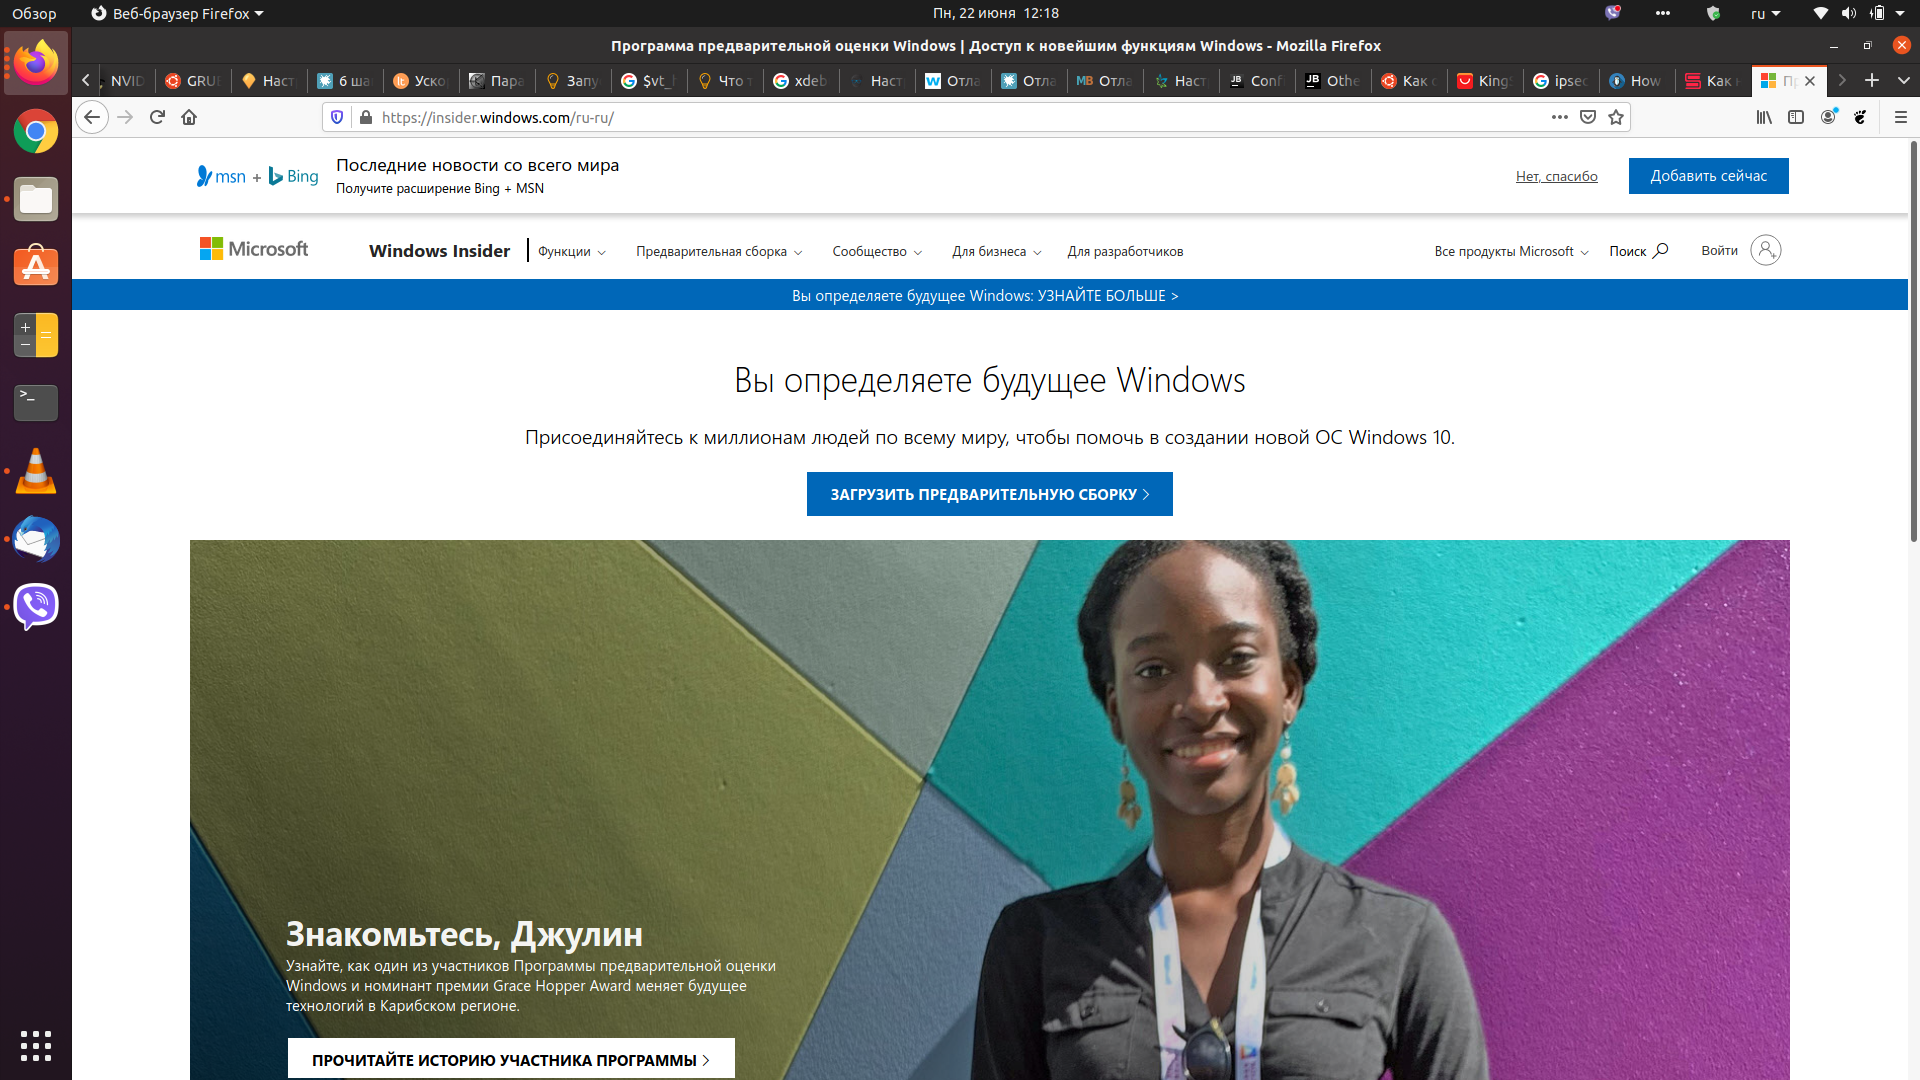 Обзор
Веб-браузер Firefox
Пн, 22 июня 12:18
ru
Программа предварительной оценки Windows | Доступ к новейшим функциям Windows - Mozilla Firefox
NVID
GRUB
Наст
6 ша
Уско
Пара
Запу
Что т
xdeb
Наст
Отла
Отла
MB Отла
Наст
JB Conf
JB Othe
Как с
King
ipsec
How
Как н
https://insider.windows.com/ru-ru/
msn + Bing
Последние новости со всего мира
Получите расширение Bing + MSN
Нет, спасибо
Добавить сейчас
Microsoft
Windows Insider
Функции
Предварительная сборка
Сообщество
Для бизнеса
Для разработчиков
Все продукты Microsoft
Поиск
Войти
Вы определяете будущее Windows: УЗНАЙТЕ БОЛЬШЕ >
Вы определяете будущее Windows
Присоединяйтесь к миллионам людей по всему миру, чтобы помочь в создании новой ОС Windows 10.
ЗАГРУЗИТЬ ПРЕДВАРИТЕЛЬНУЮ СБОРКУ >
Знакомьтесь, Джулин
Узнайте, как один из участников Программы предварительной оценки
Windows и номинант премии Grace Hopper Award меняет будущее
технологий в Карибском регионе.
ПРОЧИТАЙТЕ ИСТОРИЮ УЧАСТНИКА ПРОГРАММЫ >